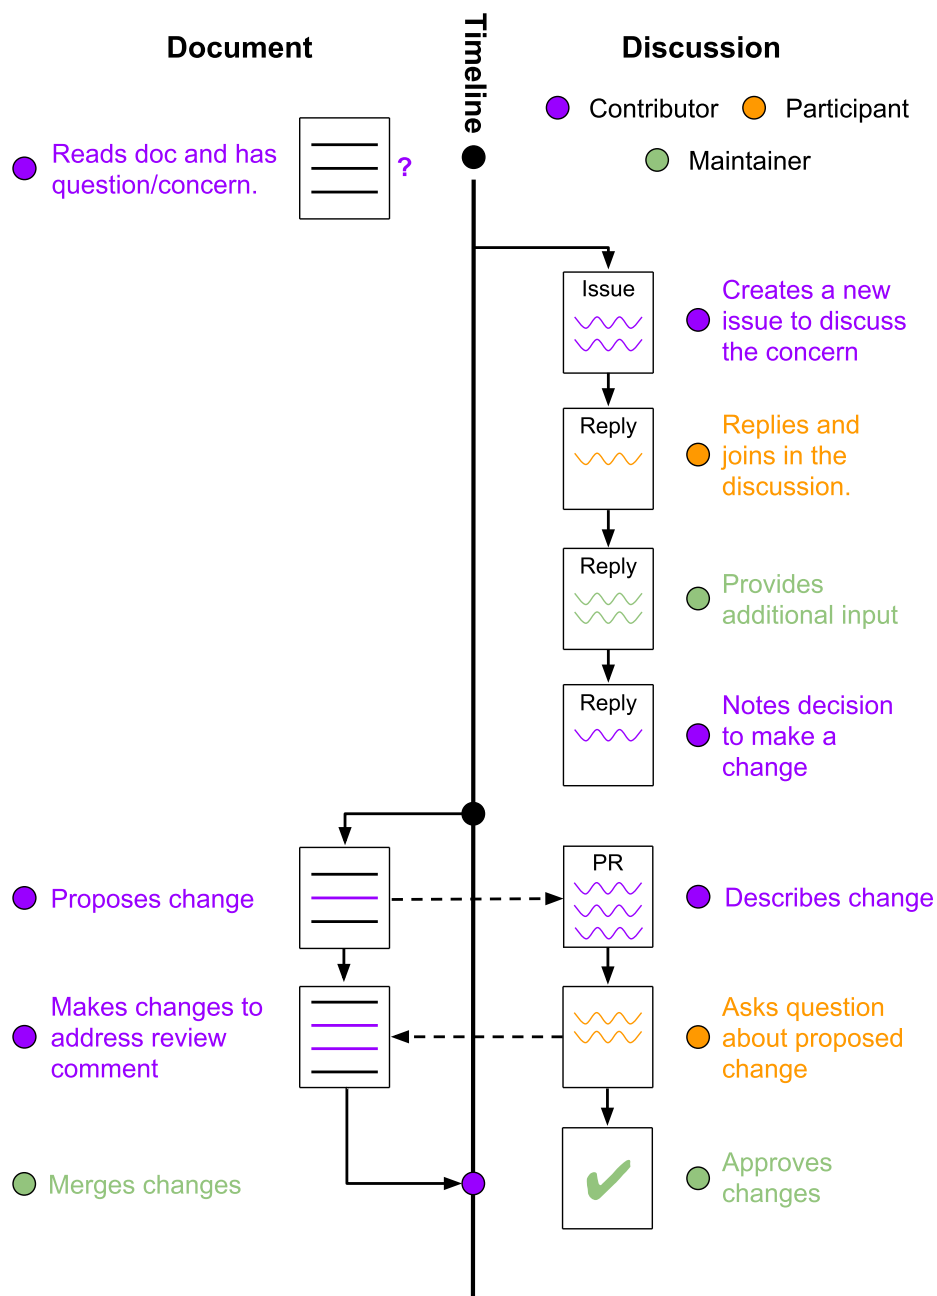 Document
Timeline
Discussion
Contributor
Participant
Maintainer
Reads doc and has
question/concern.
?
Issue
Creates a new
issue to discuss
the concern
Reply
Replies and
joins in the
discussion.
Reply
Provides
additional input
Reply
Notes decision
to make a
change
Proposes change
PR
Describes change
Makes changes to
address review
comment
Asks question
about proposed
change
Merges changes
Approves
changes